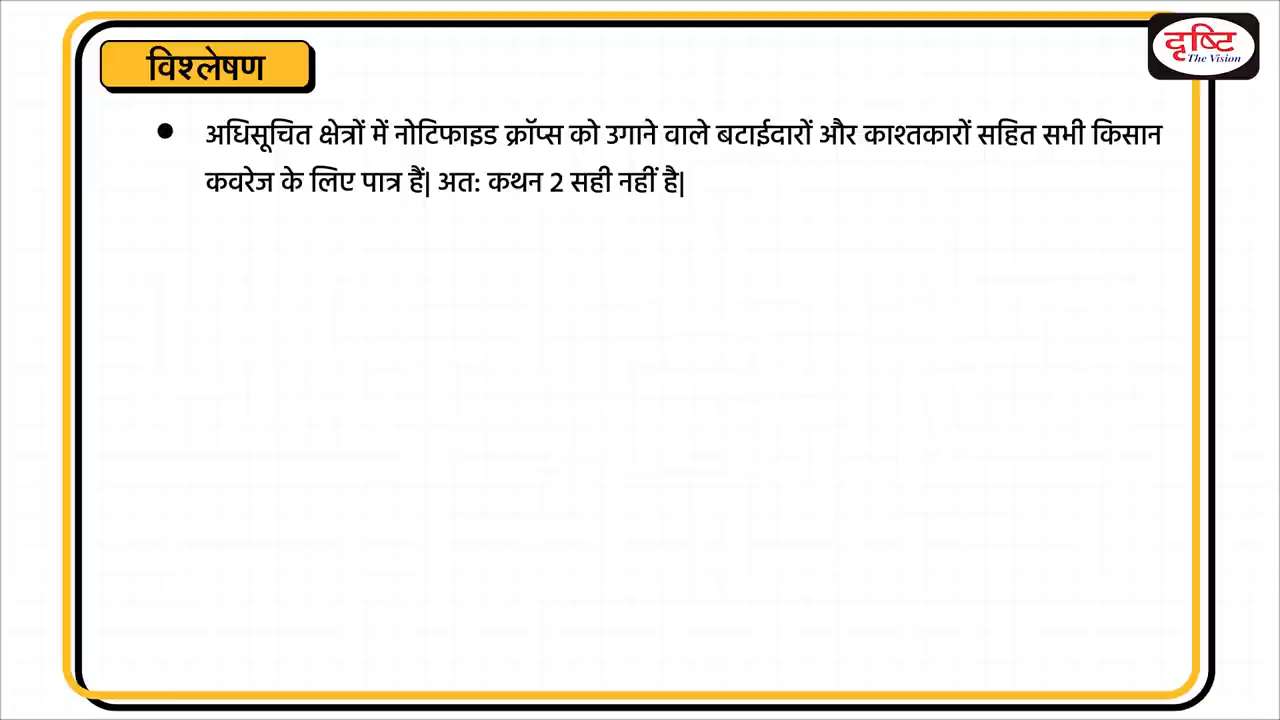 विश्लेषण
दृष्टि
The Vision
● अधिसूचित क्षेत्रों में नोटिफाइड क्रॉप्स को उगाने वाले बटाईदारों और काश्तकारों सहित सभी किसान
कवरेज के लिए पात्र हैं| अत: कथन 2 सही नहीं है|